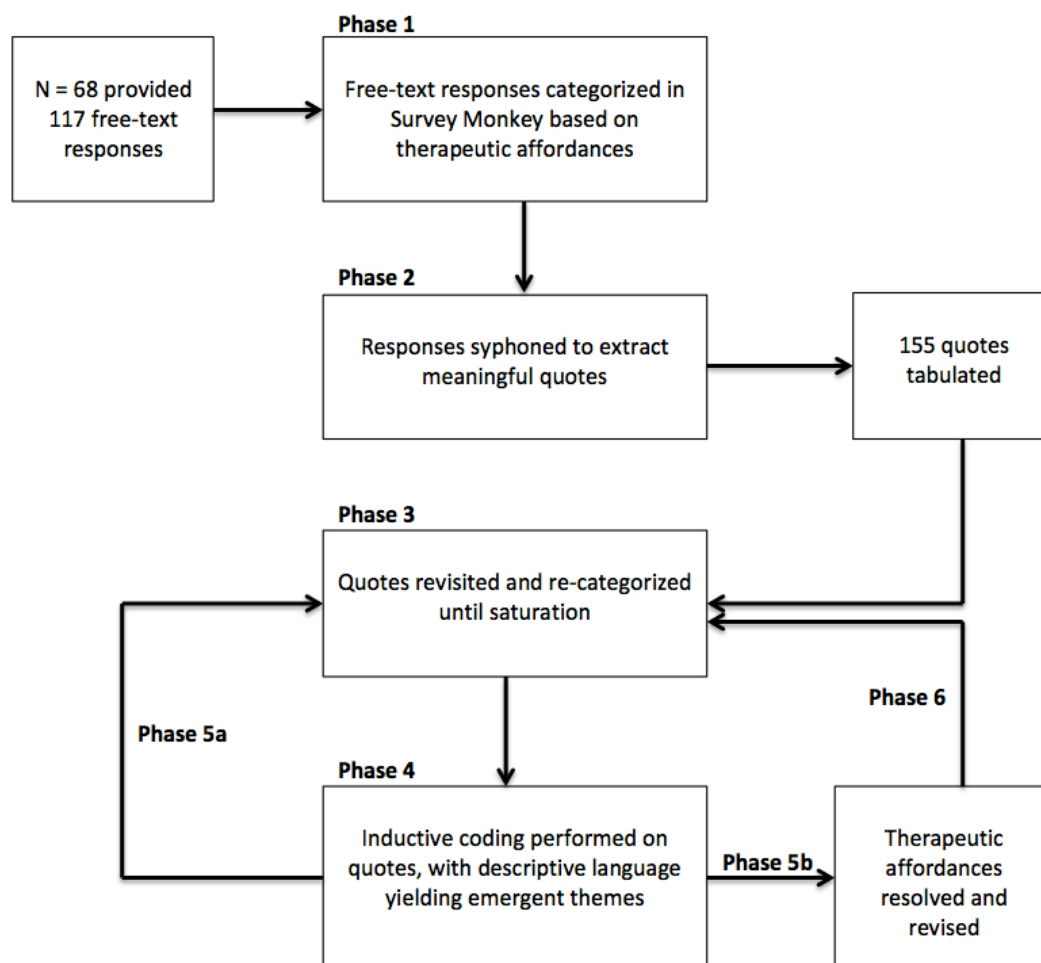 Phase 1
N = 68 provided
117 free-text
responses
Free-text responses categorized in
Survey Monkey based on
therapeutic affordances
Phase 2
Responses syphoned to extract
meaningful quotes
155 quotes
tabulated
Phase 3
Quotes revisited and re-categorized
until saturation
Phase 5a
Phase 6
Phase 4
Inductive coding performed on
quotes, with descriptive language
yielding emergent themes
Phase 5b
Therapeutic
affordances
resolved and
revised